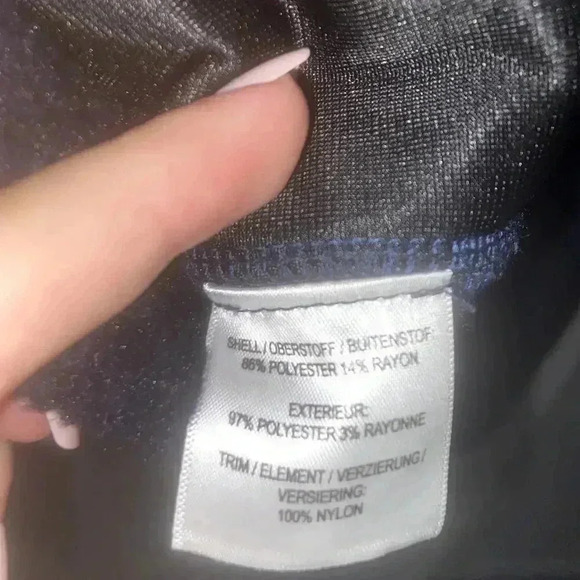 SHELL / OBERSTOFF / BUITENSTOF
86% POLYESTER 14% RAYON
EXTERIEUR:
97% POLYESTER 3% RAYONNE
TRIM / ELEMENT / VERZIERUNG /
VERSIERING:
100% NYLON